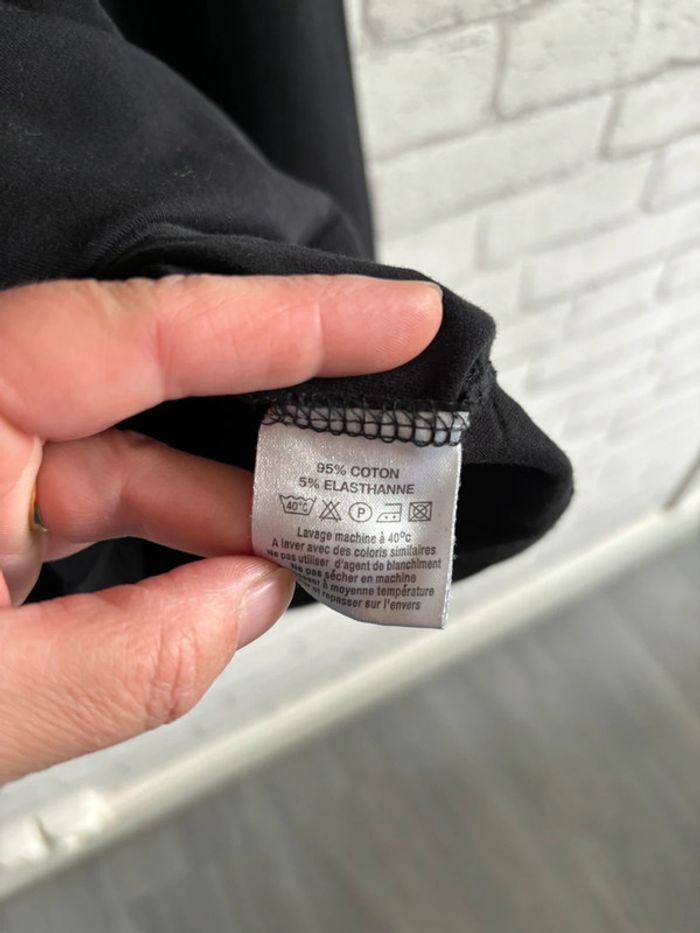 95% COTON
5% ELASTHANNE
40°C P
Lavage machine à 40°c
A laver avec des coloris similaires
Ne pas utiliser d'agent de blanchiment
Ne pas sécher en machine
à moyenne température
et repasser sur l'envers